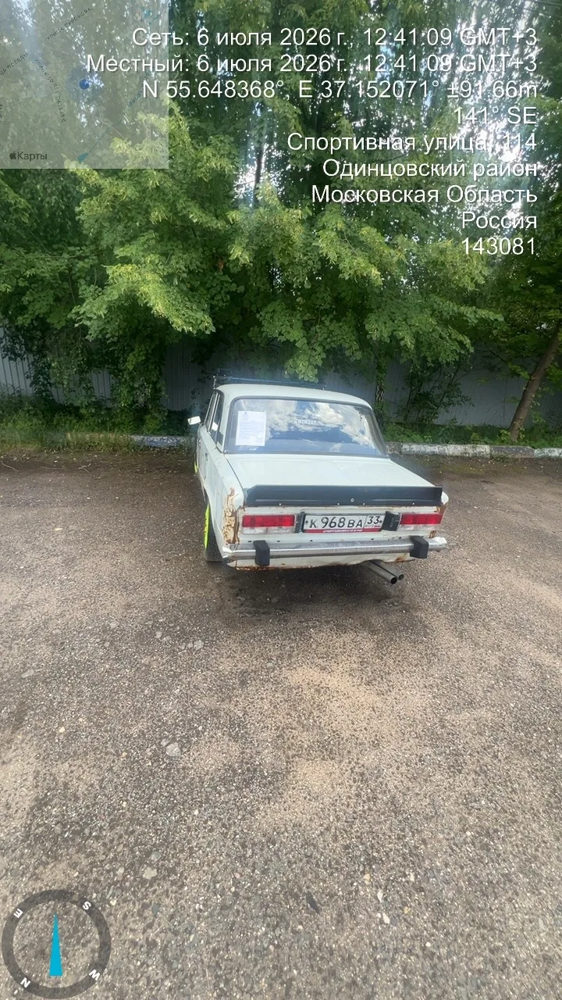 Сеть: 6 июля 2026 г., 12:41:09 GMT+3
Местный: 6 июля 2026 г., 12:41:09 GMT+3
N 55.648368°, E 37.152071° ±91.66m
141° SE
Спортивная улица, 114
Одинцовский район
Московская Область
Россия
143081
Карты
К 968 ВА 33
E
S
N
W